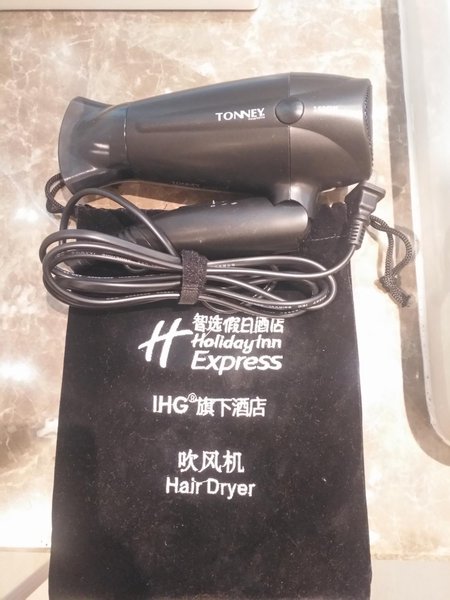 TONNEY
TONNEY
智选假日酒店
Holiday Inn
Express
IHG®旗下酒店
吹风机
Hair Dryer